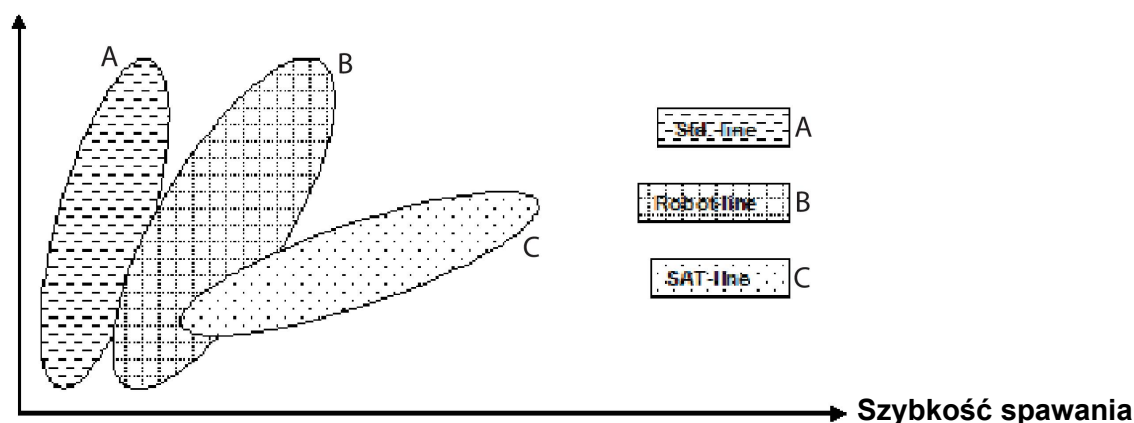 A
B
C
Std.-line A
Robot-line B
SAT-line C
Szybkość spawania